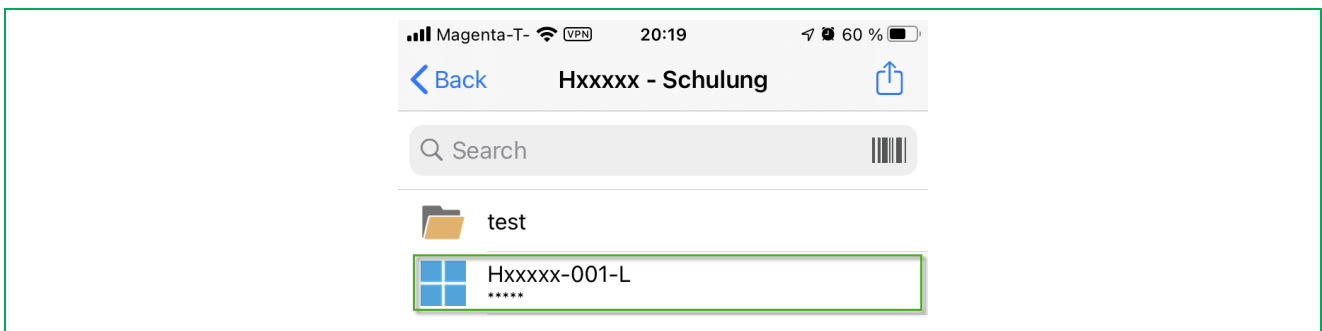 Magenta-T- VPN 20:19 60 %
Back Hxxxxx - Schulung
Search
test
Hxxxxx-001-L
*****